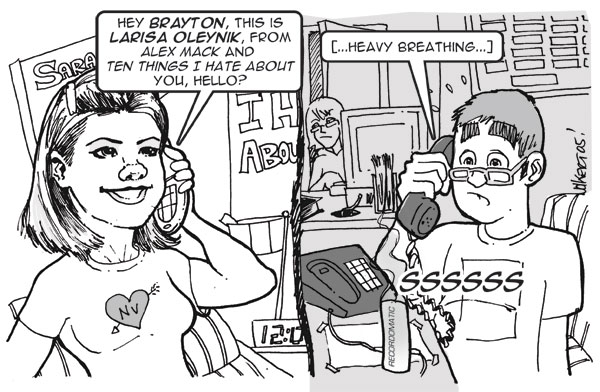 HEY BRAYTON, THIS IS
LARISA OLEYNIK, FROM
ALEX MACK AND
TEN THINGS I HATE ABOUT
YOU, HELLO?
[...HEAVY BREATHING...]
SARA
I H
ABOU
NV
12:0
SSSSSS
RECORDOMATIC